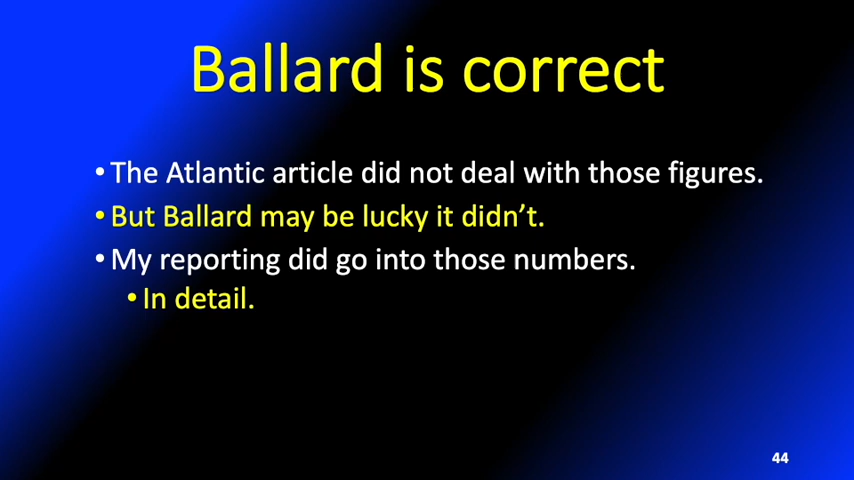 Ballard is correct
• The Atlantic article did not deal with those figures.
• But Ballard may be lucky it didn’t.
• My reporting did go into those numbers.
• In detail.
44